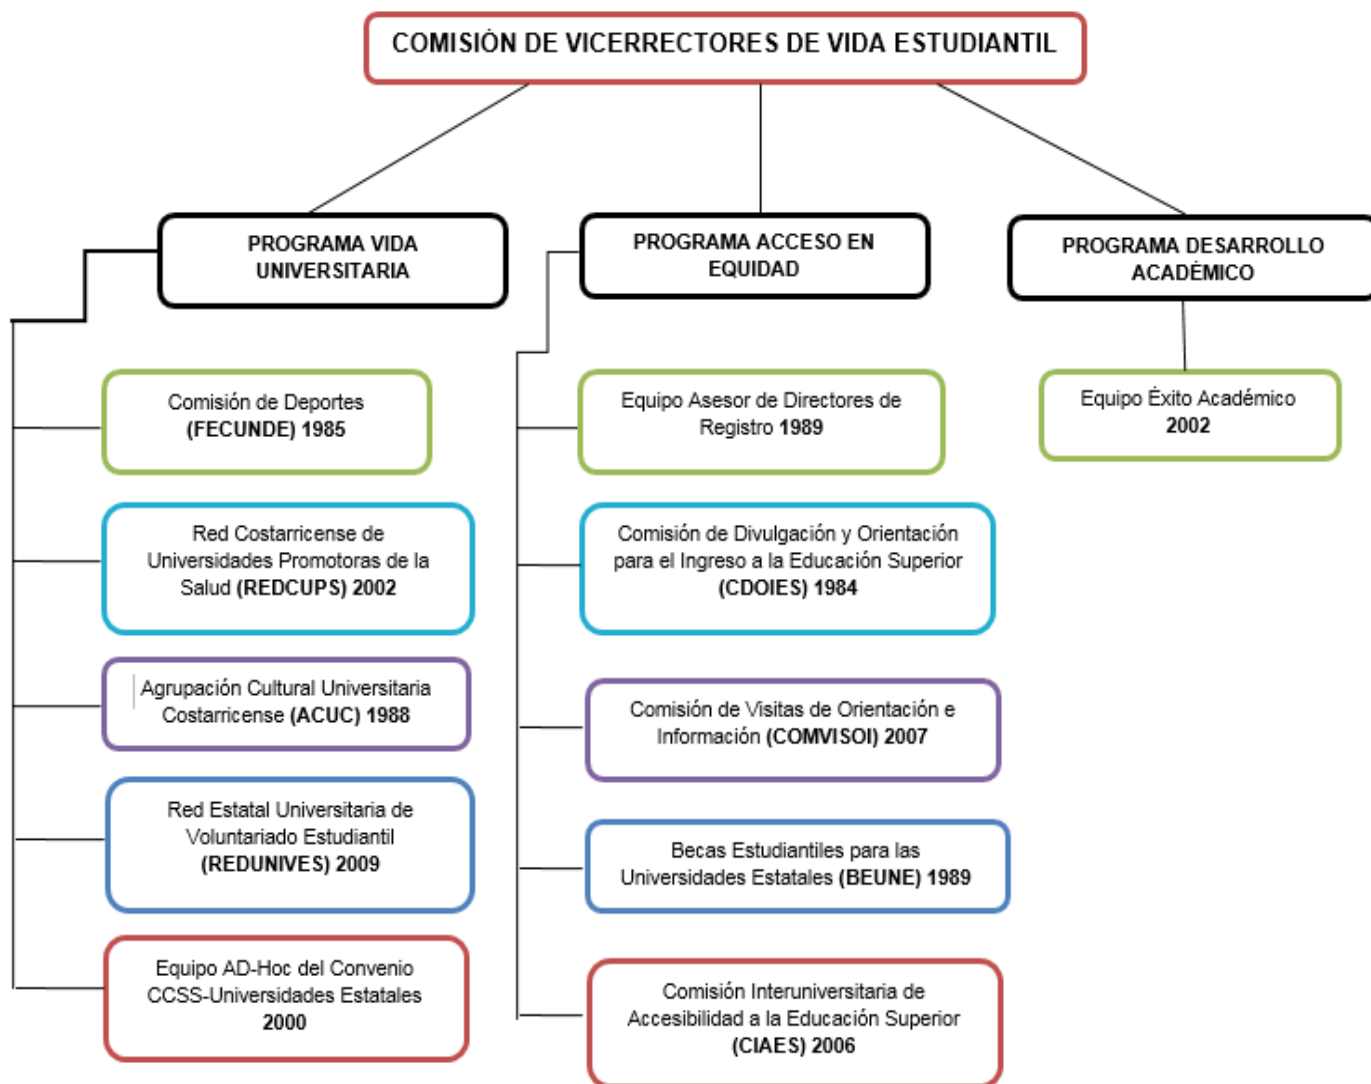 COMISIÓN DE VICERRECTORES DE VIDA ESTUDIANTIL
PROGRAMA VIDA
UNIVERSITARIA
PROGRAMA ACCESO EN
EQUIDAD
PROGRAMA DESARROLLO
ACADÉMICO
Comisión de Deportes
(FECUNDE) 1985
Red Costarricense de
Universidades Promotoras de la
Salud (REDCUPS) 2002
Agrupación Cultural Universitaria
Costarricense (ACUC) 1988
Red Estatal Universitaria de
Voluntariado Estudiantil
(REDUNIVES) 2009
Equipo AD-Hoc del Convenio
CCSS-Universidades Estatales
2000
Equipo Asesor de Directores de
Registro 1989
Comisión de Divulgación y Orientación
para el Ingreso a la Educación Superior
(CDOIES) 1984
Comisión de Visitas de Orientación e
Información (COMVISOI) 2007
Becas Estudiantiles para las
Universidades Estatales (BEUNE) 1989
Comisión Interuniversitaria de
Accesibilidad a la Educación Superior
(CIAES) 2006
Equipo Éxito Académico
2002